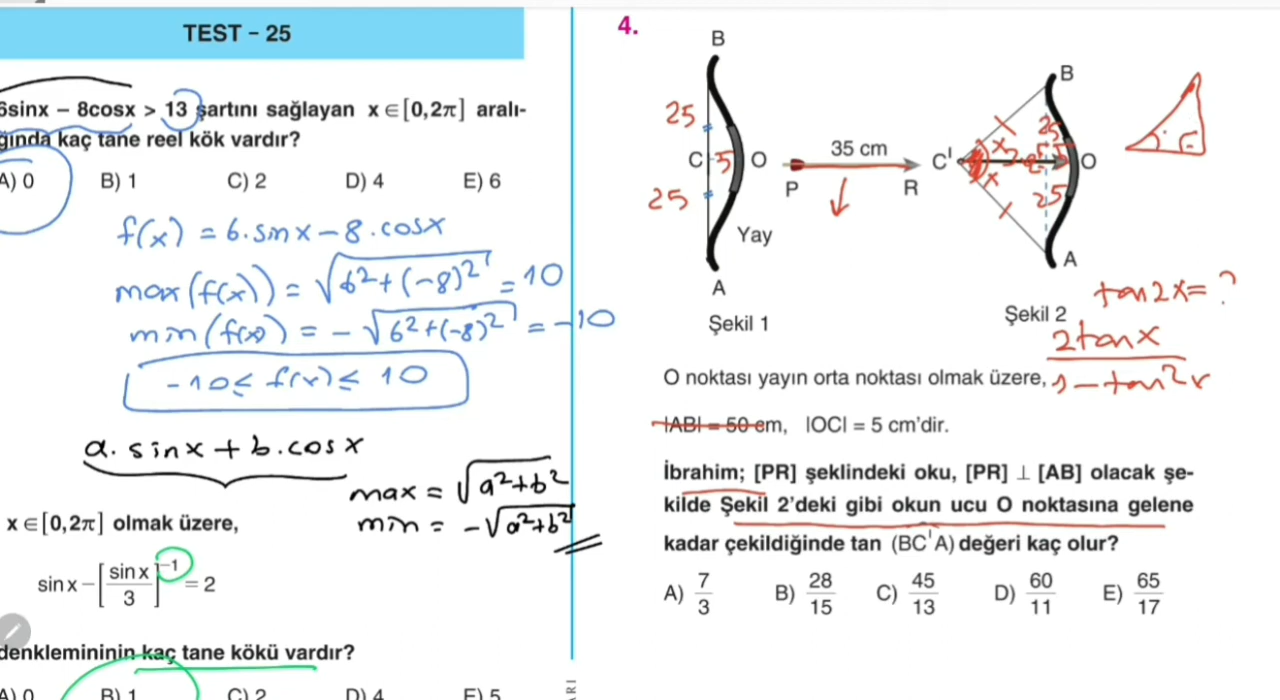 TEST – 25
6sinx – 8cosx > 13 şartını sağlayan x∈[0,2π] aralı-
ğında kaç tane reel kök vardır?
A) 0 B) 1 C) 2 D) 4 E) 6
f(x) = 6.sinx – 8.cosx
max(f(x)) = √6²+(-8)² = 10
min(f(x)) = -√6²+(-8)² = -10
-10 ≤ f(x) ≤ 10
a. sinx + b. cosx
max = √a²+b²
min = -√a²+b²
x∈[0,2π] olmak üzere,
sinx – [sinx/3]⁻¹ = 2
denklemininin kaç tane kökü vardır?
A) 0 B) 1 C) 2 D) 4 E) 5
4.
B
25
C 5 O
25
Yay
A
Şekil 1
35 cm
P R
B
C' O
25
x
x
25
A
Şekil 2
tan2x = ?
2tanx
1 – tan²x
O noktası yayın orta noktası olmak üzere,
|AB| = 50 cm, |OC| = 5 cm'dir.
İbrahim; [PR] şeklindeki oku, [PR] ⊥ [AB] olacak şe-
kilde Şekil 2'deki gibi okun ucu O noktasına gelene
kadar çekildiğinde tan (BC'A) değeri kaç olur?
A) 7/3 B) 28/15 C) 45/13 D) 60/11 E) 65/17